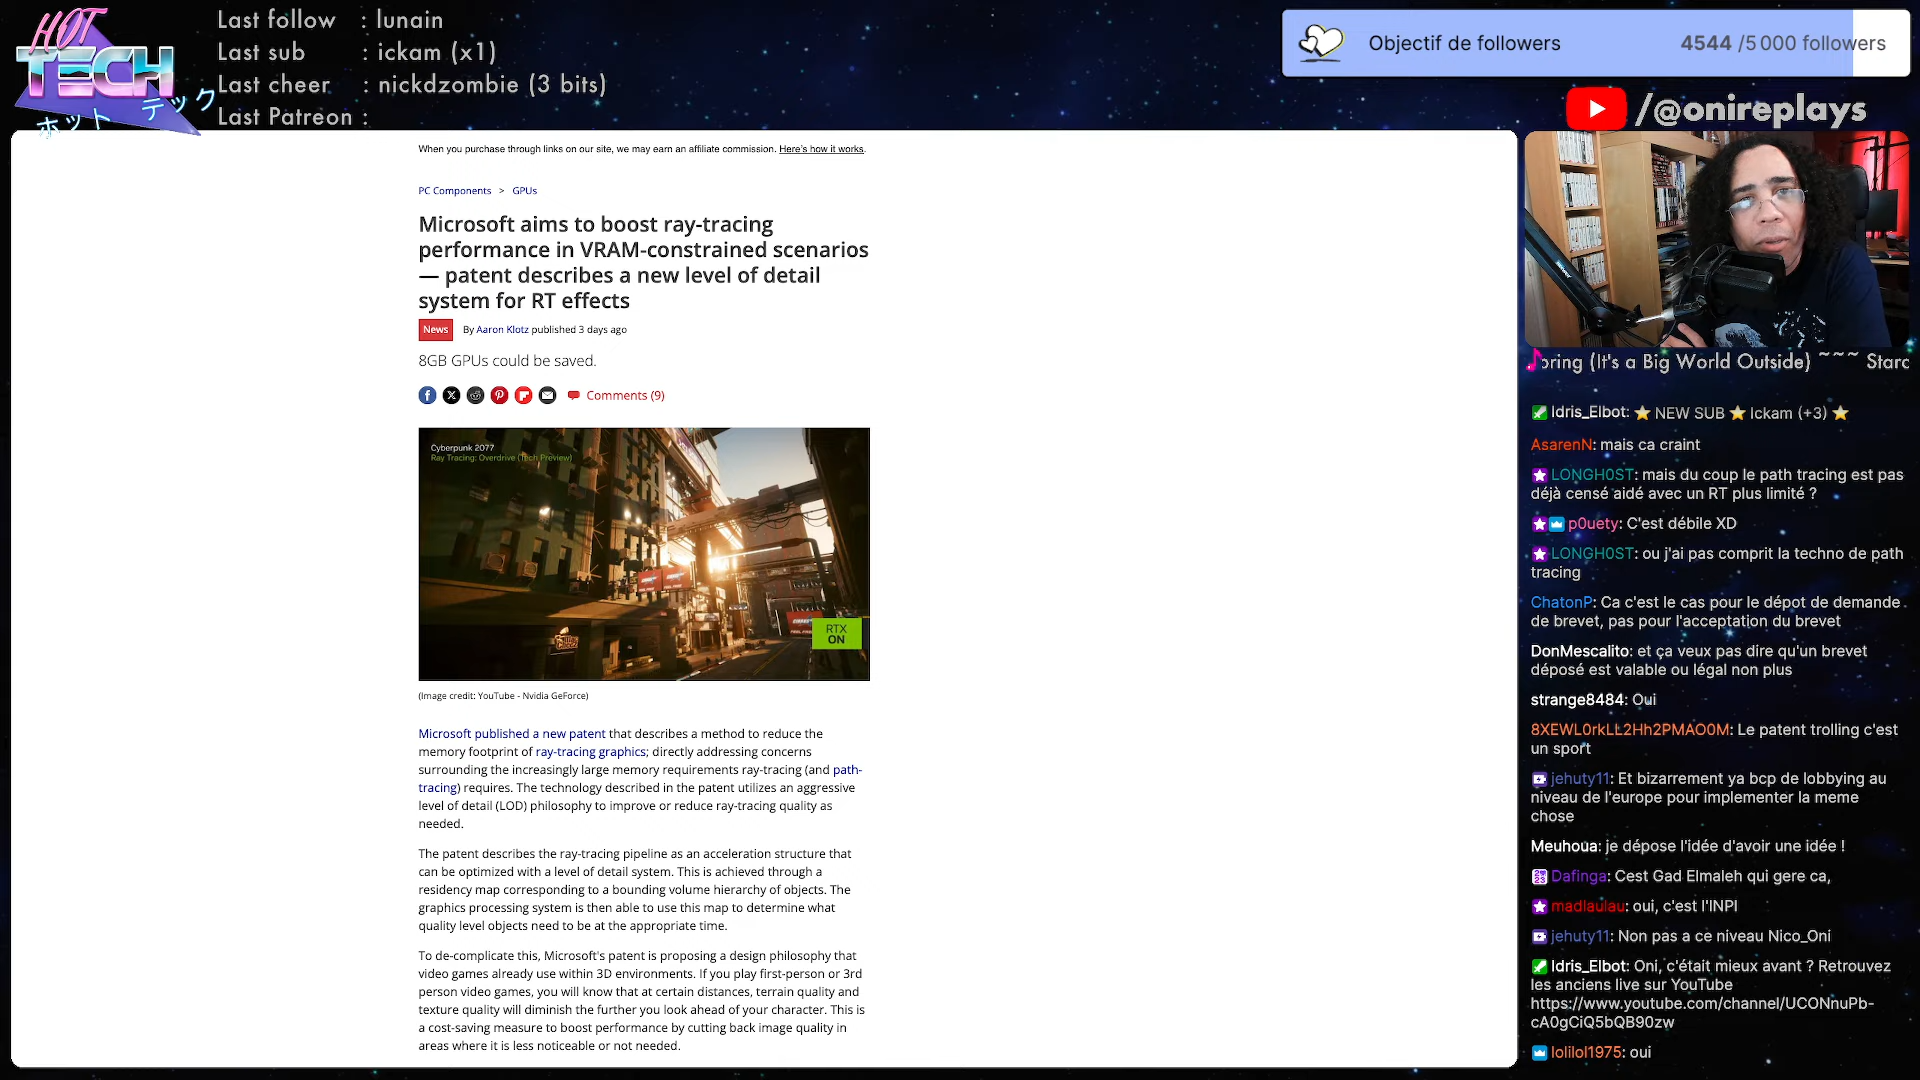 HOT
TECH
ホット テック
Last follow : lunain
Last sub : ickam (x1)
Last cheer : nickdzombie (3 bits)
Last Patreon :
Objectif de followers 4544 /5 000 followers
/@onireplays
When you purchase through links on our site, we may earn an affiliate commission. Here's how it works.
PC Components > GPUs
Microsoft aims to boost ray-tracing
performance in VRAM-constrained scenarios
— patent describes a new level of detail
system for RT effects
News By Aaron Klotz published 3 days ago
8GB GPUs could be saved.
Comments (9)
Cyberpunk 2077
Ray Tracing: Overdrive (Tech Preview)
RTX
ON
(Image credit: YouTube - Nvidia GeForce)
Microsoft published a new patent that describes a method to reduce the
memory footprint of ray-tracing graphics; directly addressing concerns
surrounding the increasingly large memory requirements ray-tracing (and path-
tracing) requires. The technology described in the patent utilizes an aggressive
level of detail (LOD) philosophy to improve or reduce ray-tracing quality as
needed.
The patent describes the ray-tracing pipeline as an acceleration structure that
can be optimized with a level of detail system. This is achieved through a
residency map corresponding to a bounding volume hierarchy of objects. The
graphics processing system is then able to use this map to determine what
quality level objects need to be at the appropriate time.
To de-complicate this, Microsoft's patent is proposing a design philosophy that
video games already use within 3D environments. If you play first-person or 3rd
person video games, you will know that at certain distances, terrain quality and
texture quality will diminish the further you look ahead of your character. This is
a cost-saving measure to boost performance by cutting back image quality in
areas where it is less noticeable or not needed.
oring (It's a Big World Outside) ~~~ Starc
Idris_Elbot: NEW SUB Ickam (+3)
AsarenN: mais ca craint
LONGH0ST: mais du coup le path tracing est pas
déjà censé aidé avec un RT plus limité ?
p0uety: C'est débile XD
LONGH0ST: ou j'ai pas comprit la techno de path
tracing
ChatonP: Ca c'est le cas pour le dépot de demande
de brevet, pas pour l'acceptation du brevet
DonMescalito: et ça veux pas dire qu'un brevet
déposé est valable ou légal non plus
strange8484: Oui
8XEWL0rkLL2Hh2PMAO0M: Le patent trolling c'est
un sport
jehuty11: Et bizarrement ya bcp de lobbying au
niveau de l'europe pour implementer la meme
chose
Meuhoua: je dépose l'idée d'avoir une idée !
Dafinga: Cest Gad Elmaleh qui gere ca,
madlaulau: oui, c'est l'INPI
jehuty11: Non pas a ce niveau Nico_Oni
Idris_Elbot: Oni, c'était mieux avant ? Retrouvez
les anciens live sur YouTube
https://www.youtube.com/channel/UCONnuPb-
cA0gCiQ5bQB90zw
lolilol1975: oui